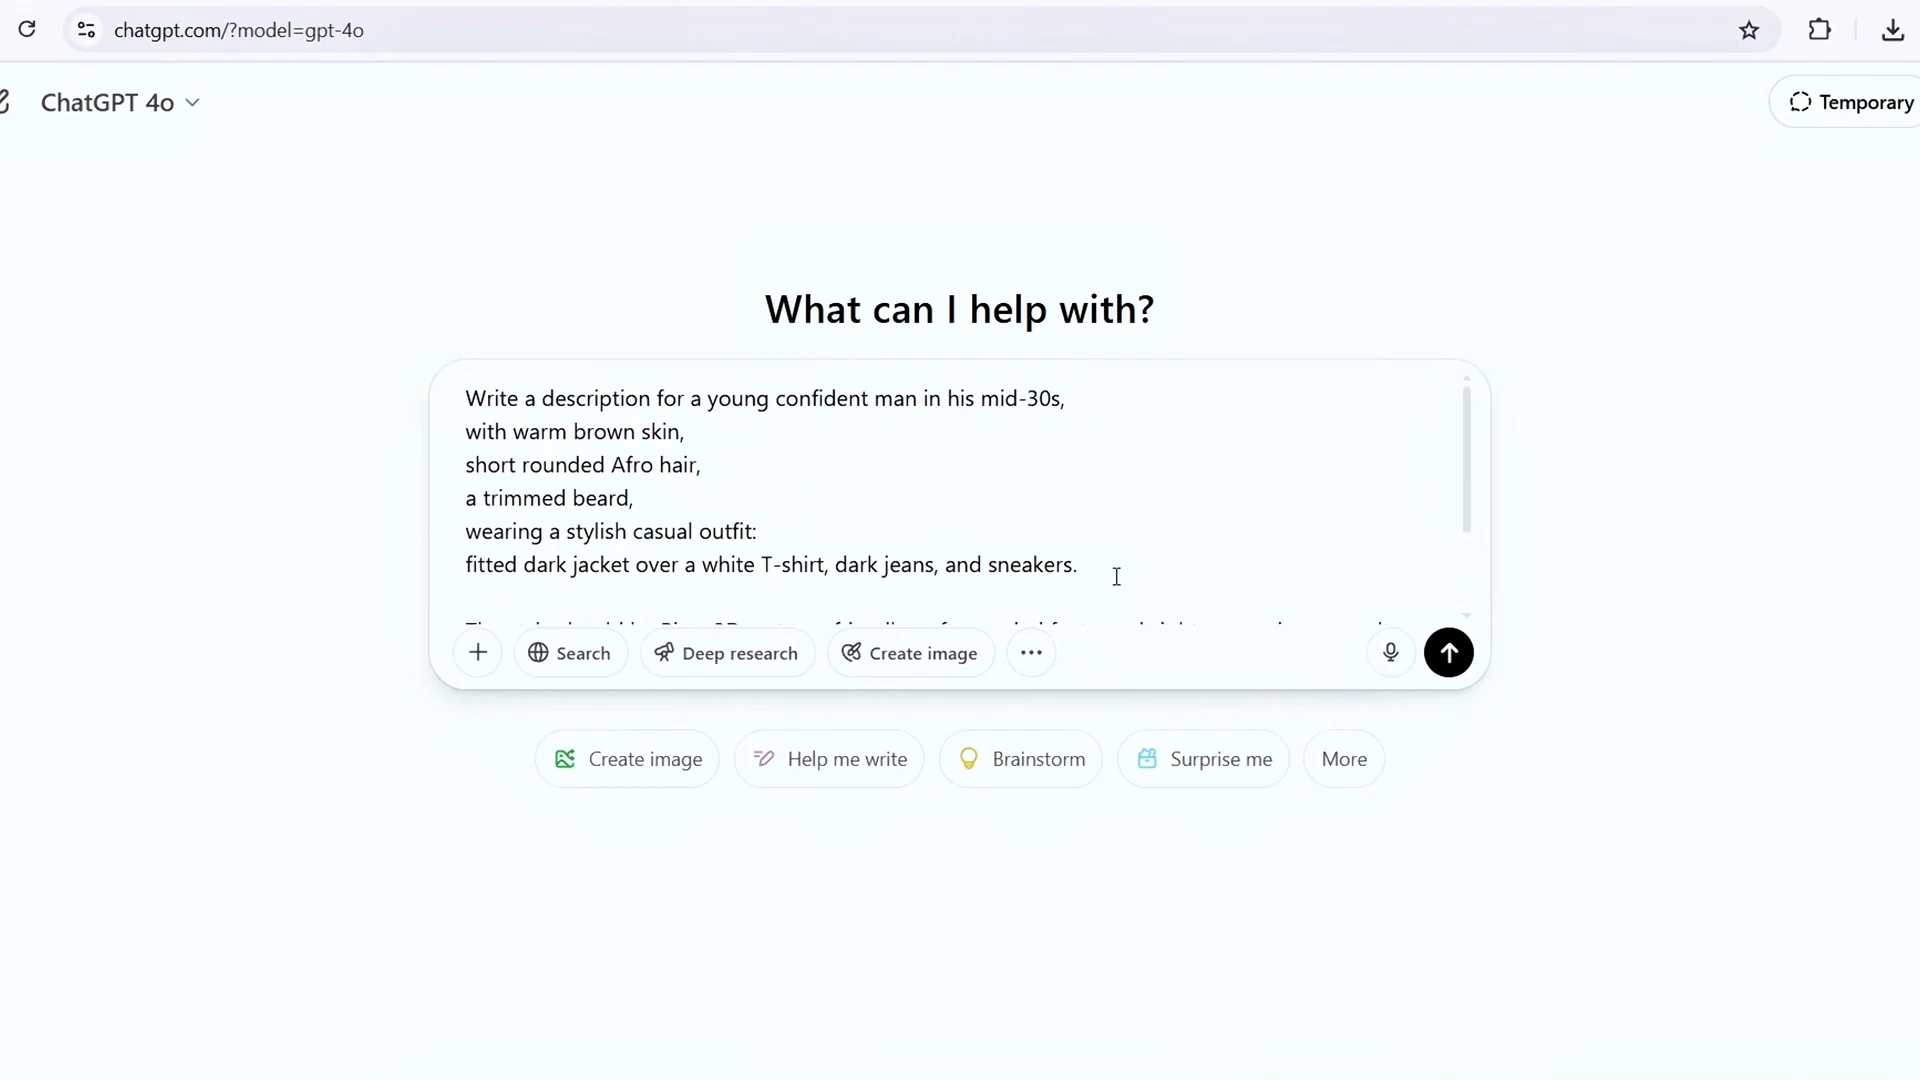 chatgpt.com/?model=gpt-4o
ChatGPT 4o
Temporary
What can I help with?
Write a description for a young confident man in his mid-30s,
with warm brown skin,
short rounded Afro hair,
a trimmed beard,
wearing a stylish casual outfit:
fitted dark jacket over a white T-shirt, dark jeans, and sneakers.
Search
Deep research
Create image
Create image
Help me write
Brainstorm
Surprise me
More